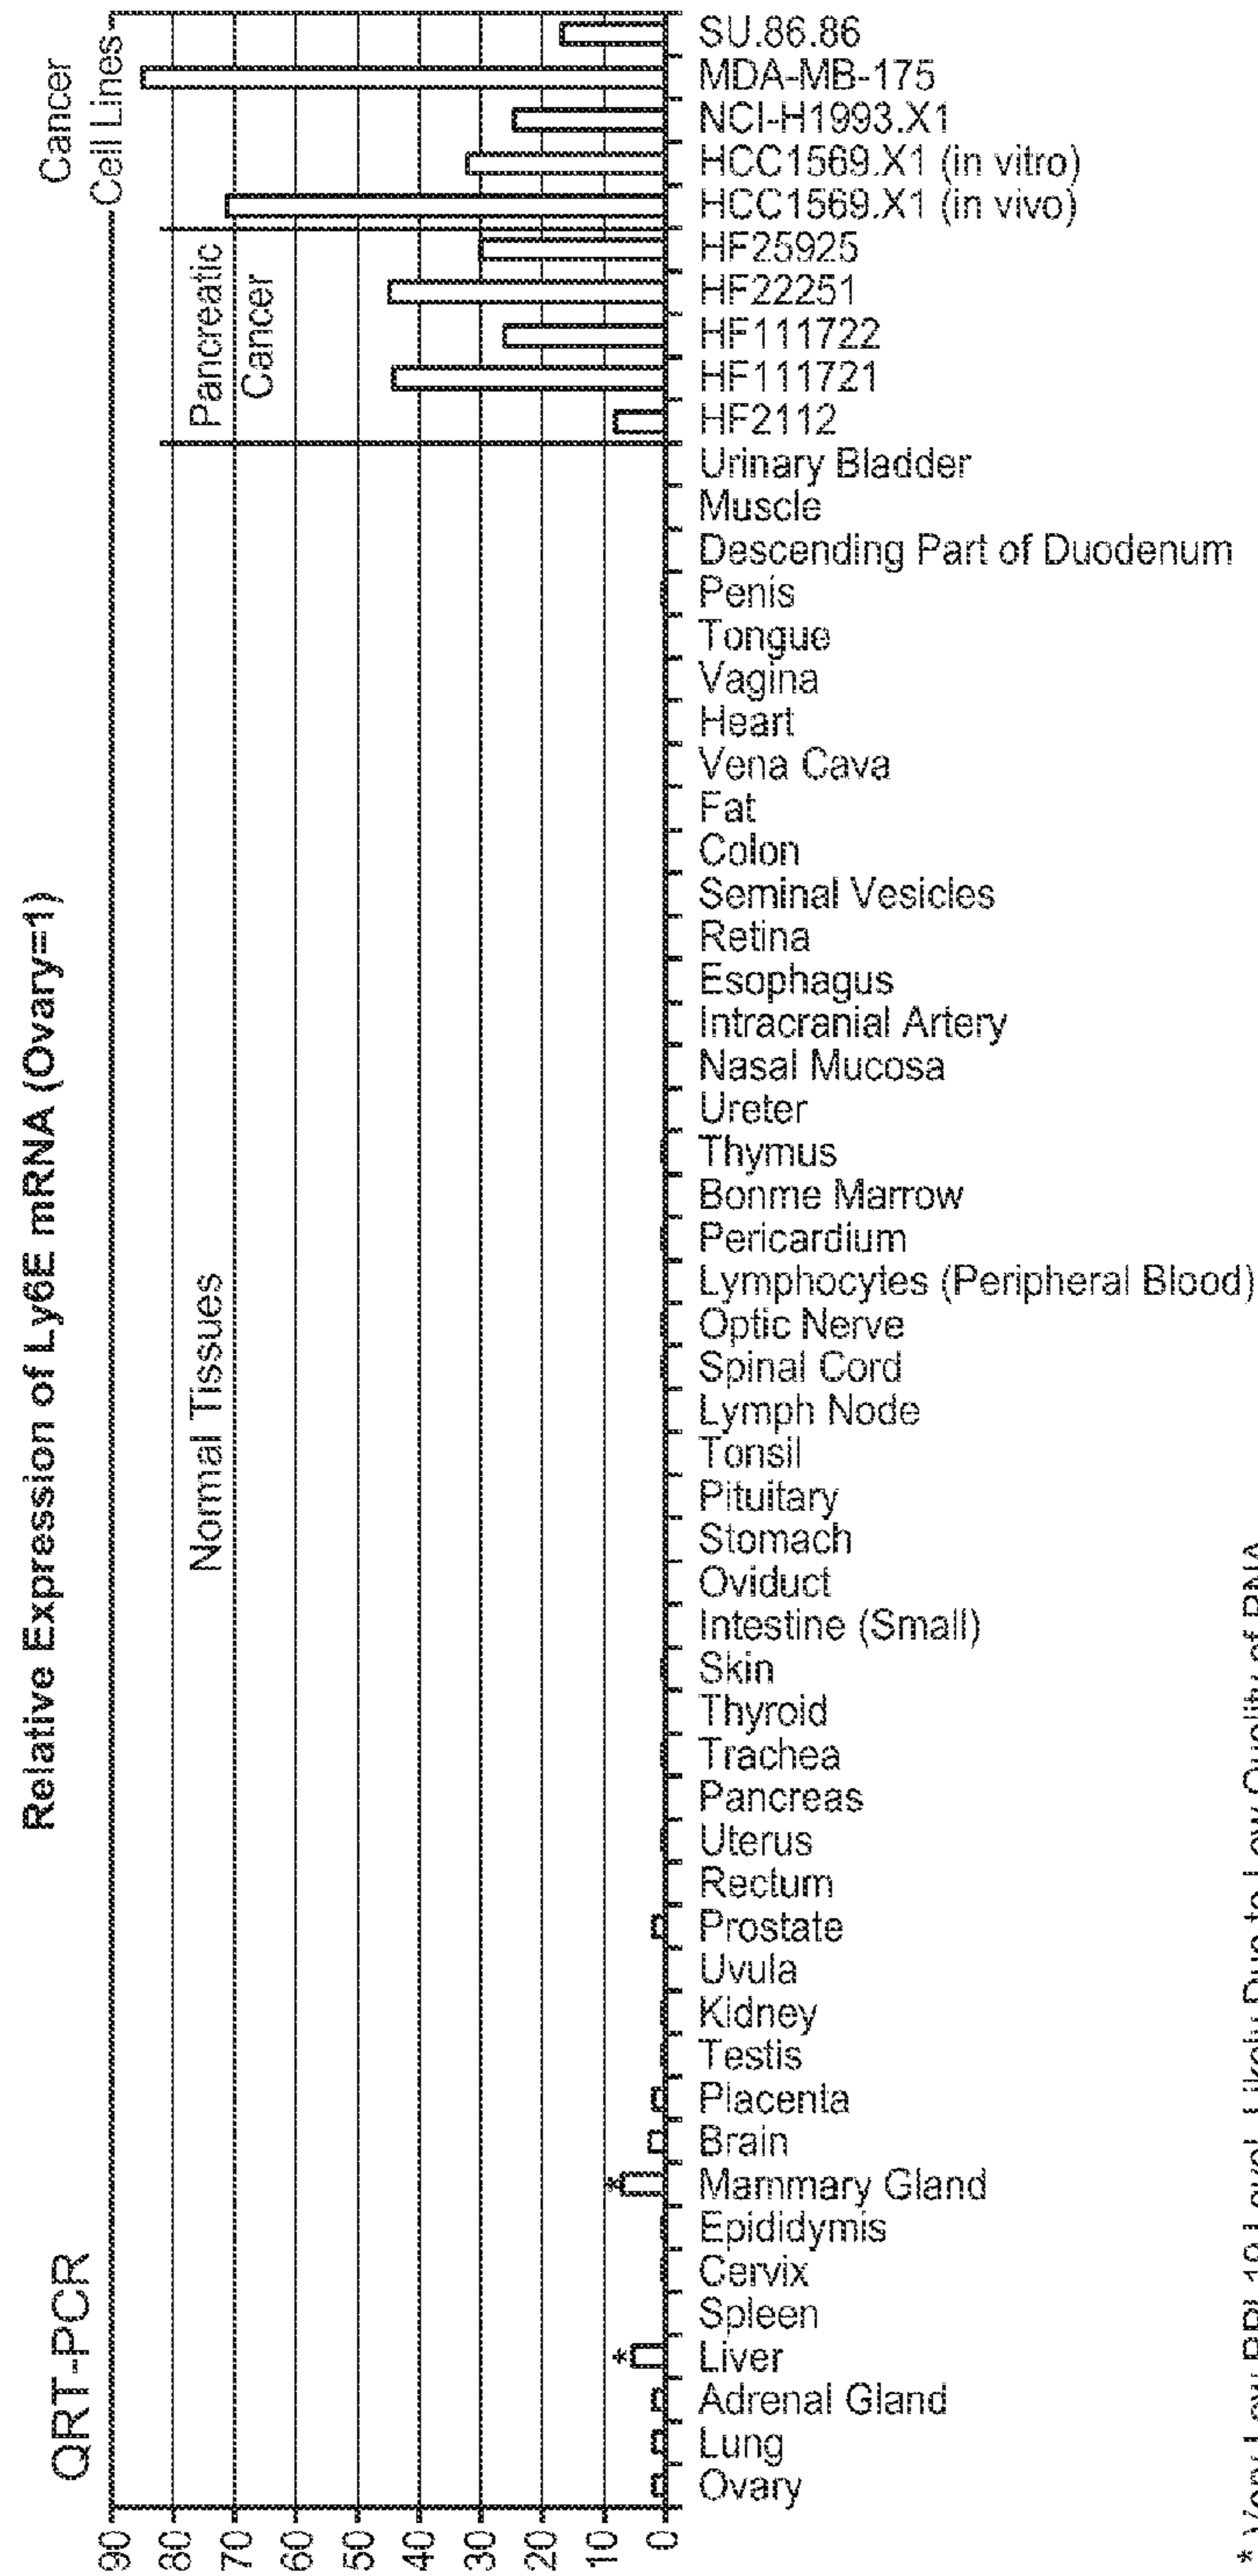 Relative Expression of Ly6E mRNA (Ovary=1)
QRT-PCR
Normal Tissues
Pancreatic
Cancer
Cancer
Cell Lines
90
80
70
60
50
40
30
20
10
0
*
*
Ovary
Lung
Adrenal Gland
Liver
Spleen
Cervix
Epididymis
Mammary Gland
Brain
Placenta
Testis
Kidney
Uvula
Prostate
Rectum
Uterus
Pancreas
Trachea
Thyroid
Skin
Intestine (Small)
Oviduct
Stomach
Pituitary
Tonsil
Lymph Node
Spinal Cord
Optic Nerve
Lymphocytes (Peripheral Blood)
Pericardium
Bonme Marrow
Thymus
Ureter
Nasal Mucosa
Intracranial Artery
Esophagus
Retina
Seminal Vesicles
Colon
Fat
Vena Cava
Heart
Vagina
Tongue
Penis
Descending Part of Duodenum
Muscle
Urinary Bladder
HF2112
HF111721
HF111722
HF22251
HF25925
HCC1569.X1 (in vivo)
HCC1569.X1 (in vitro)
NCI-H1993.X1
MDA-MB-175
SU.86.86
* Very Low RPL19 Level, Likely Due to Low Quality of RNA